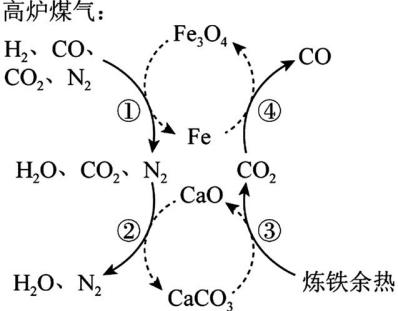 高炉煤气：
H₂、CO、
CO₂、N₂
Fe₃O₄
CO
①
④
Fe
H₂O、CO₂、N₂
CO₂
CaO
②
③
H₂O、N₂
CaCO₃
炼铁余热